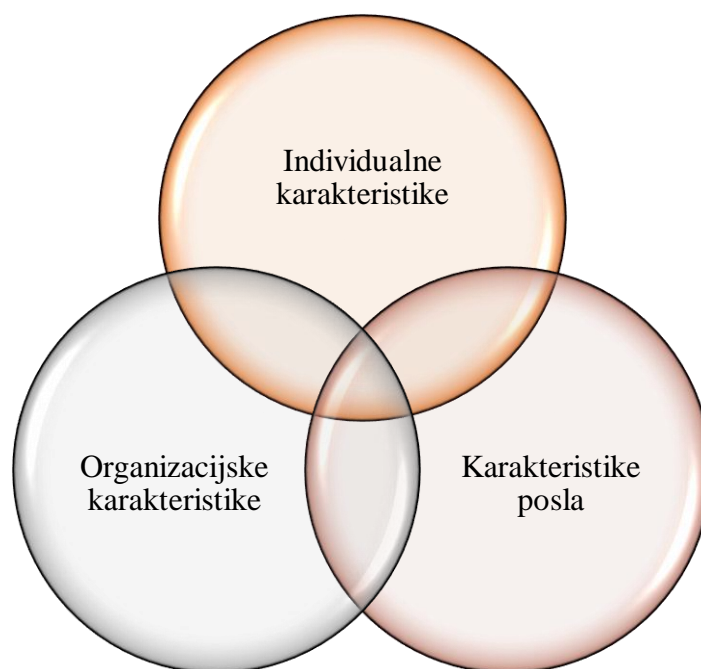 Individualne
karakteristike
Organizacijske
karakteristike
Karakteristike
posla